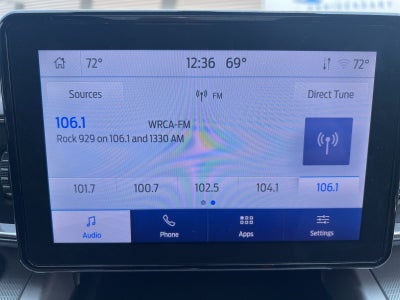 72° 12:36 69° 72°
Sources FM Direct Tune
106.1 WRCA-FM
Rock 929 on 106.1 and 1330 AM
101.7 100.7 102.5 104.1 106.1
Audio Phone Apps Settings